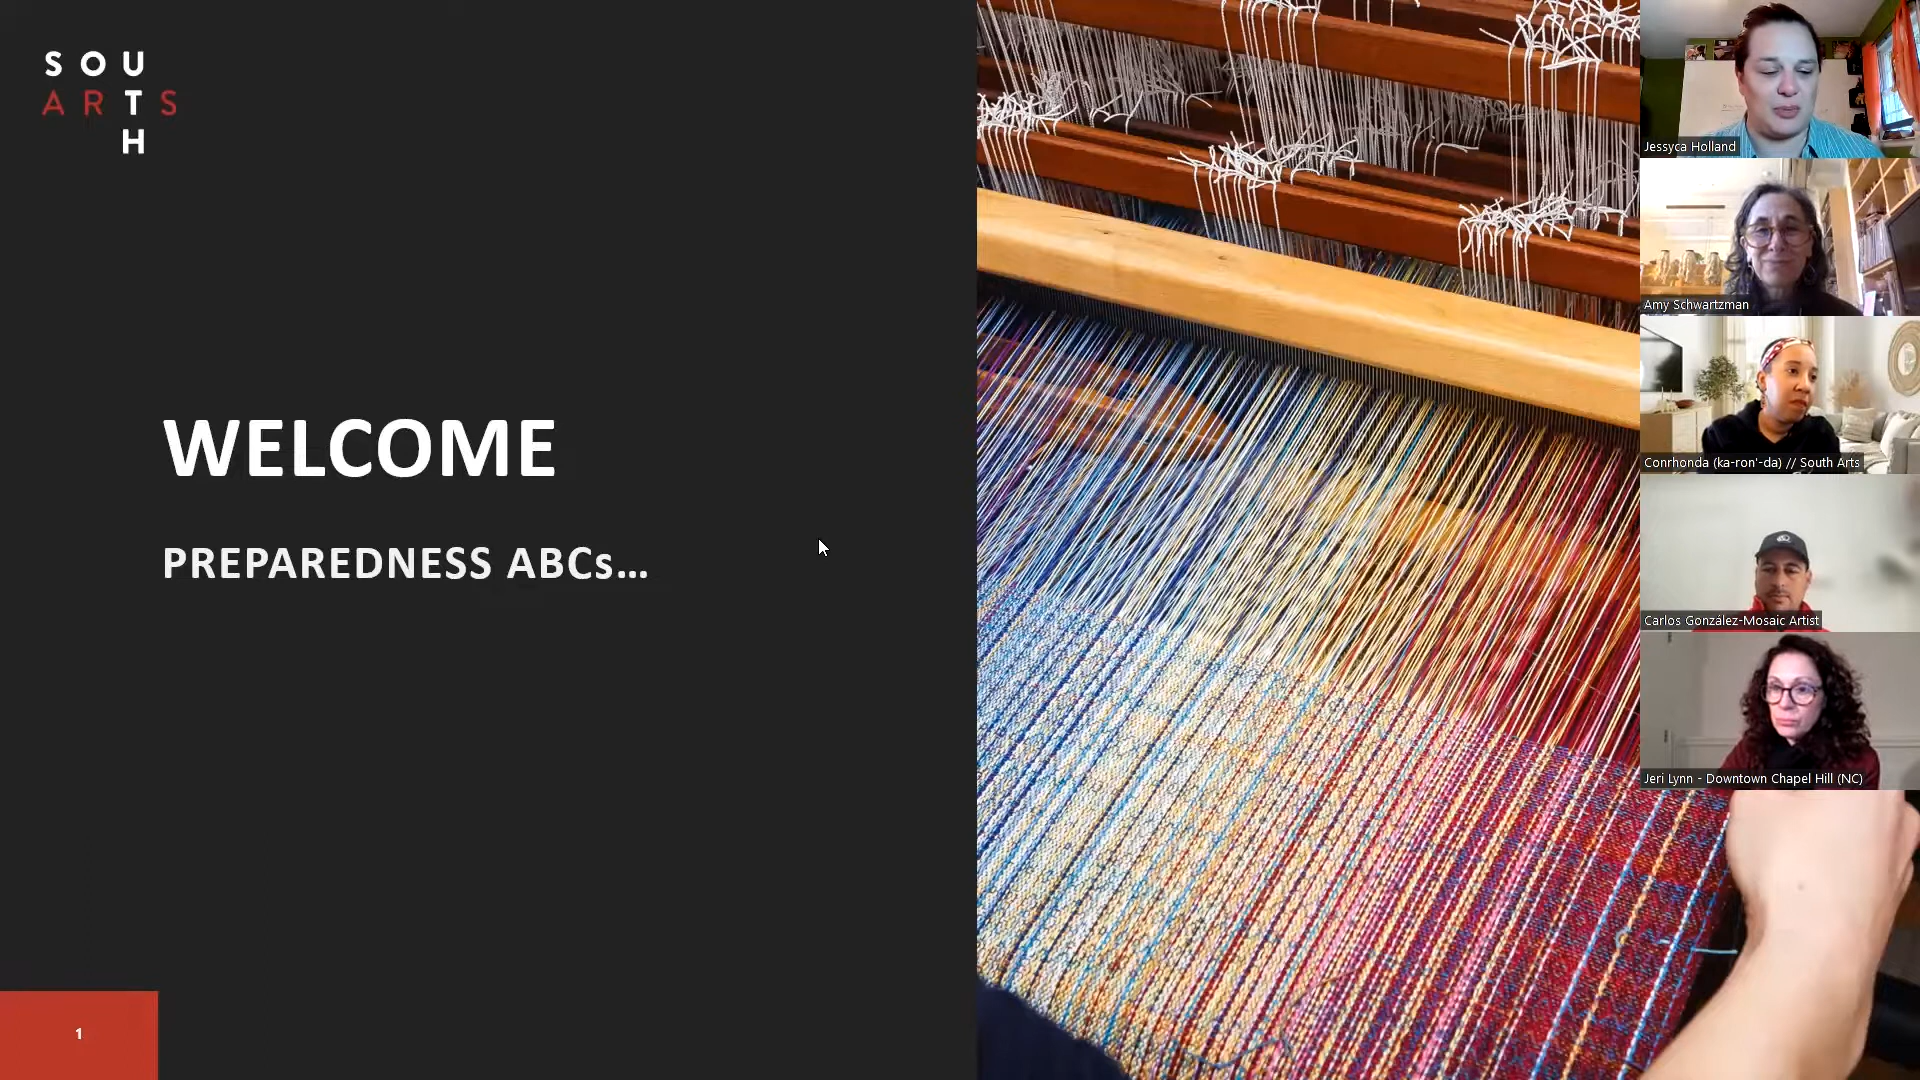 SOU
ARTS
H
WELCOME
PREPAREDNESS ABCs...
1
Jessyca Holland
Amy Schwartzman
Conrhonda (ka-ron'-da) // South Arts
Carlos González-Mosaic Artist
Jeri Lynn - Downtown Chapel Hill (NC)